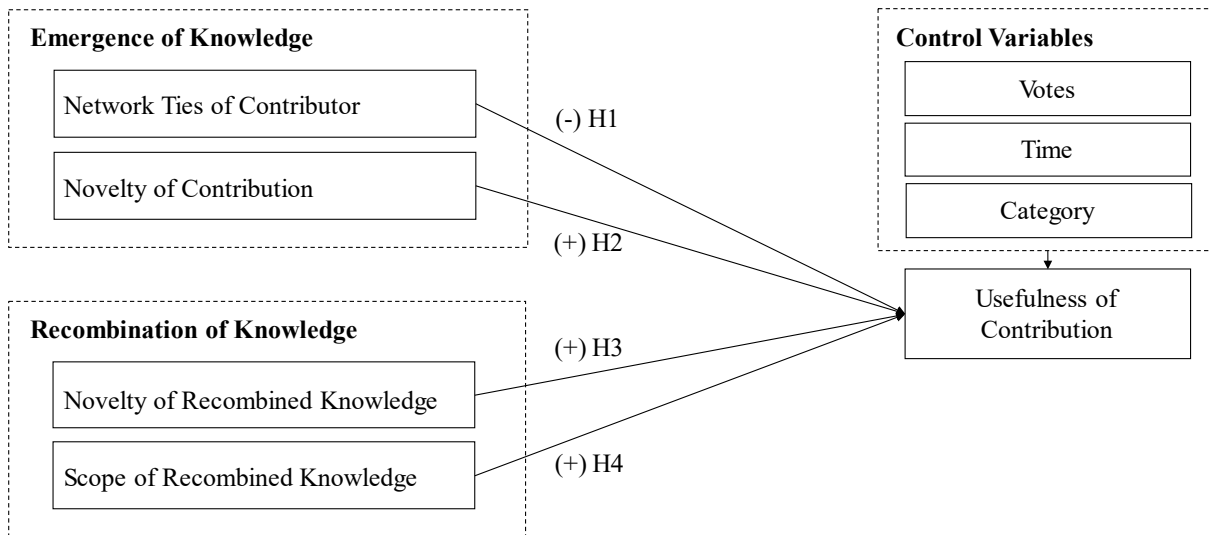 Emergence of Knowledge
Network Ties of Contributor
Novelty of Contribution
(-) H1
(+) H2
Recombination of Knowledge
Novelty of Recombined Knowledge
Scope of Recombined Knowledge
(+) H3
(+) H4
Control Variables
Votes
Time
Category
Usefulness of
Contribution